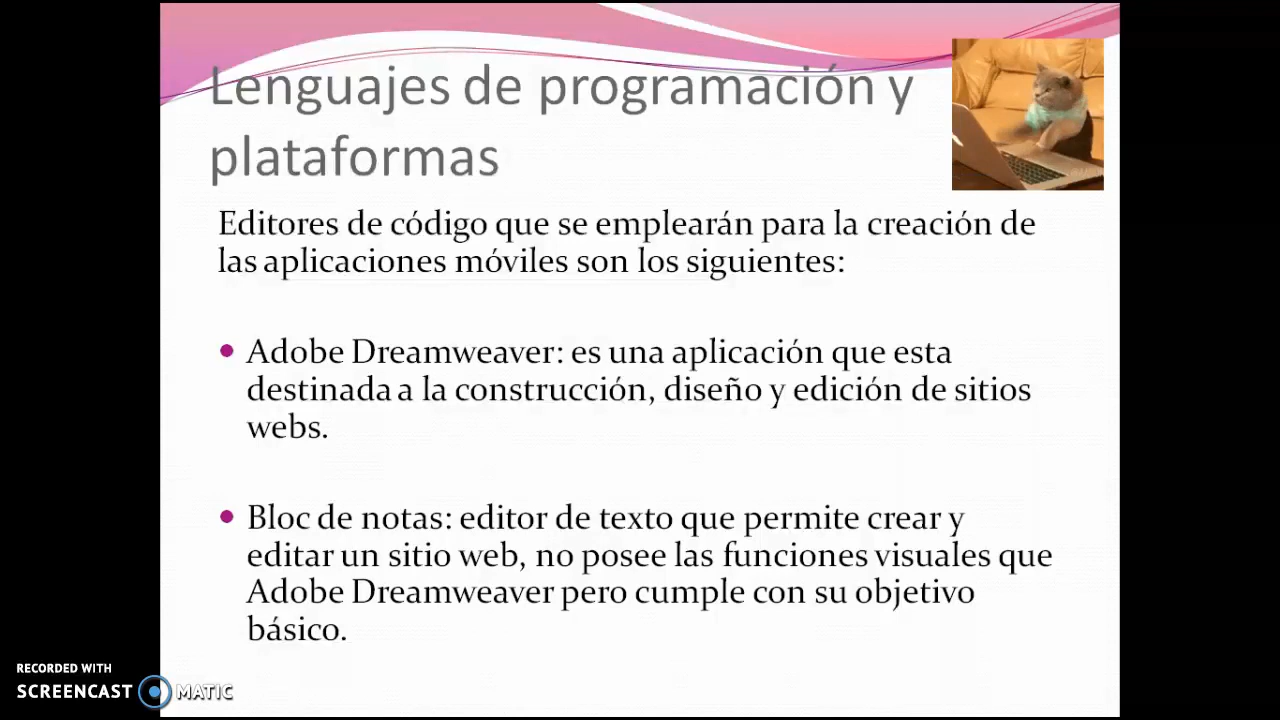 Lenguajes de programación y
plataformas
Editores de código que se emplearán para la creación de
las aplicaciones móviles son los siguientes:
• Adobe Dreamweaver: es una aplicación que esta
destinada a la construcción, diseño y edición de sitios
webs.
• Bloc de notas: editor de texto que permite crear y
editar un sitio web, no posee las funciones visuales que
Adobe Dreamweaver pero cumple con su objetivo
básico.
RECORDED WITH
SCREENCAST MATIC